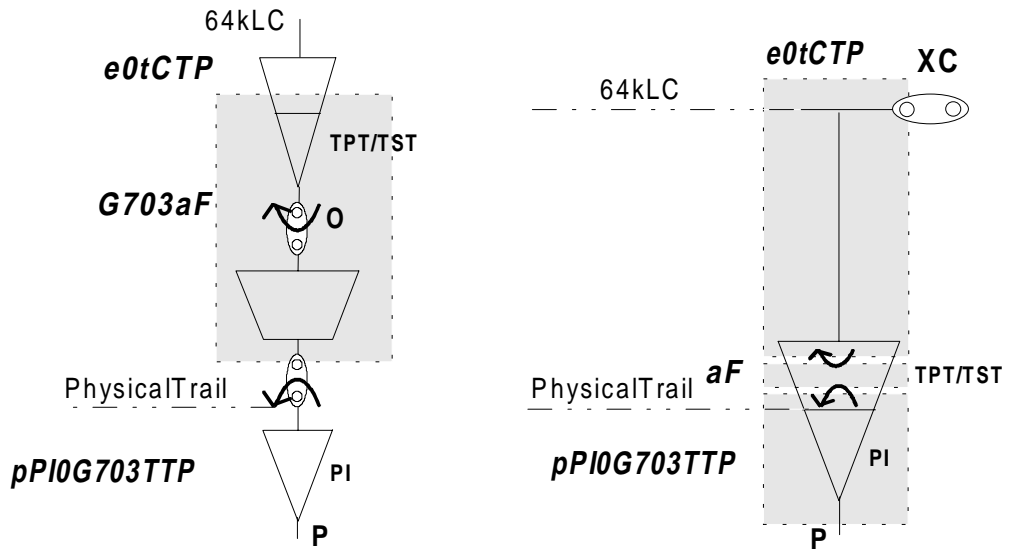 64kLC
e0tCTP
TPT/TST
G703aF
O
PhysicalTrail
pPI0G703TTP
PI
P
e0tCTP
XC
64kLC
aF
TPT/TST
PhysicalTrail
pPI0G703TTP
PI
P